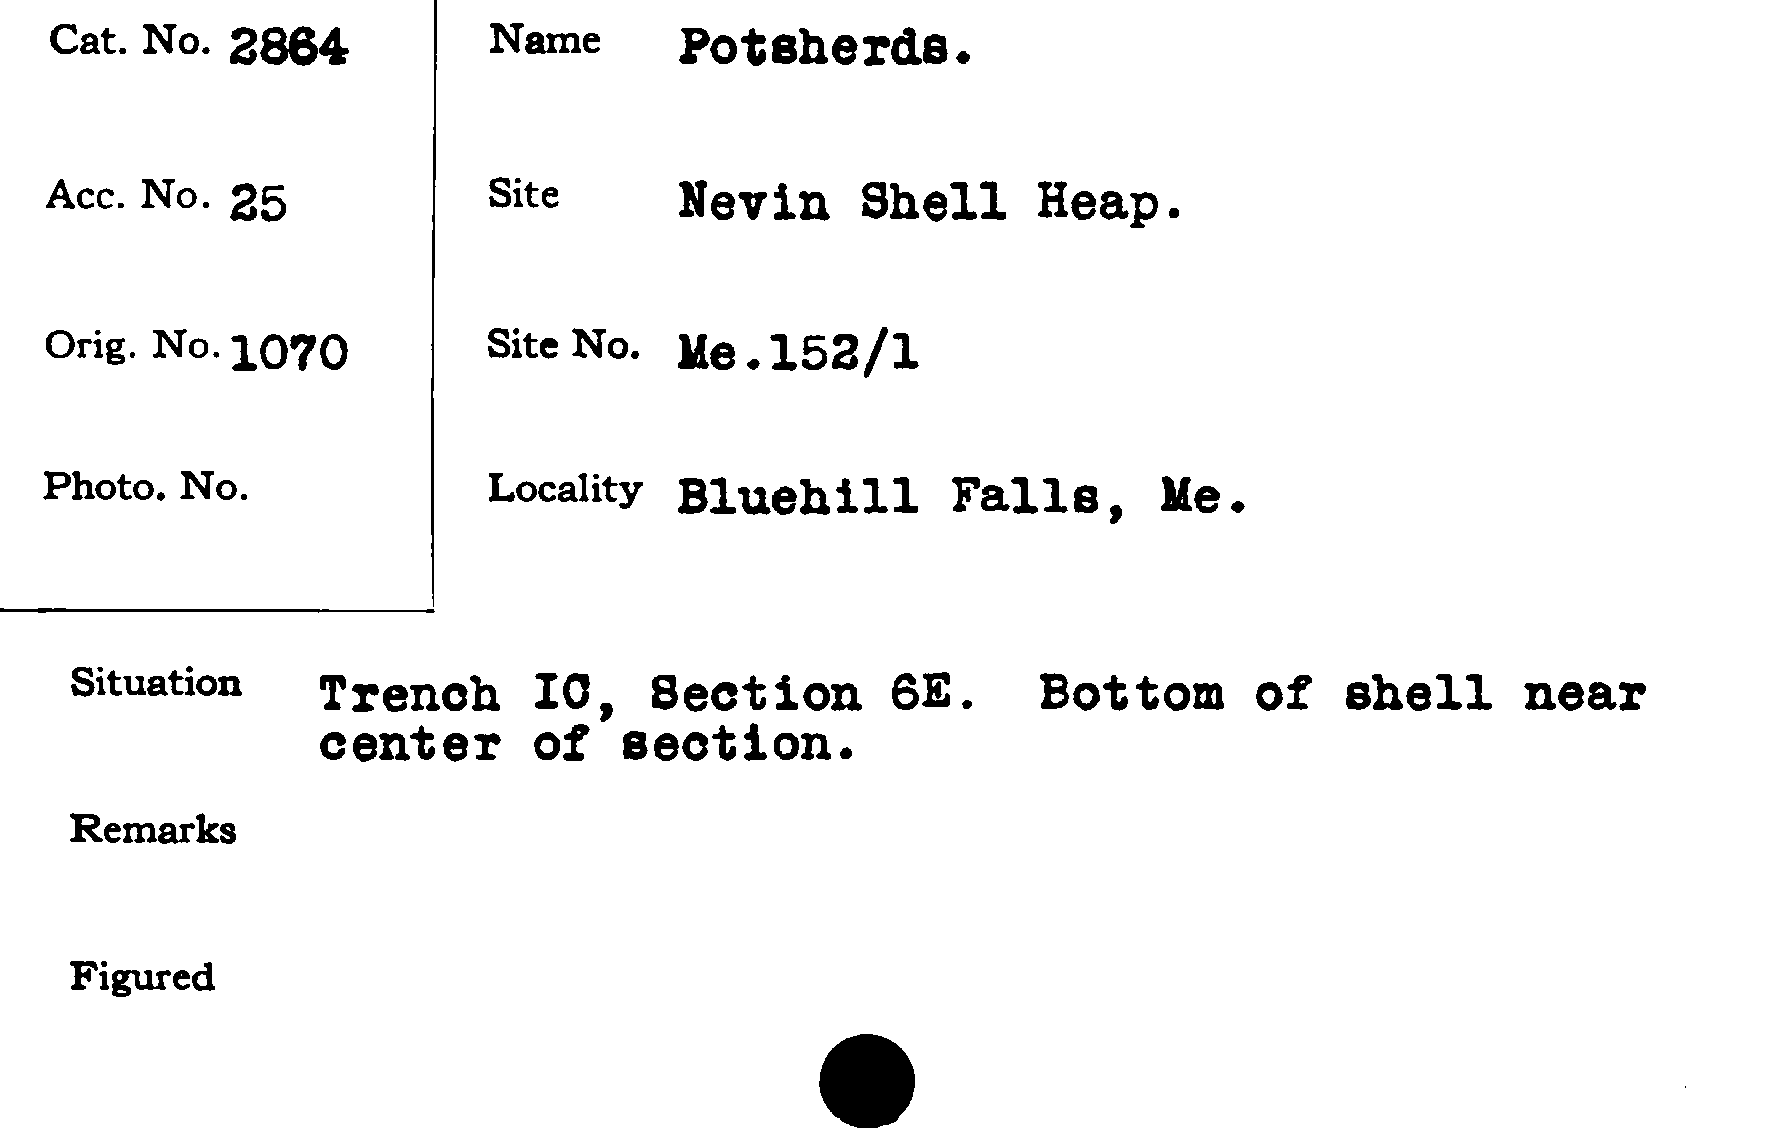 Cat. No. 2864
Name Potsherds.
Acc. No. 25
Site Nevin Shell Heap.
Orig. No. 1070
Site No. Me.152/1
Photo. No.
Locality Bluehill Falls, Me.
Situation Trench IC, Section 6E. Bottom of shell near
center of section.
Remarks
Figured